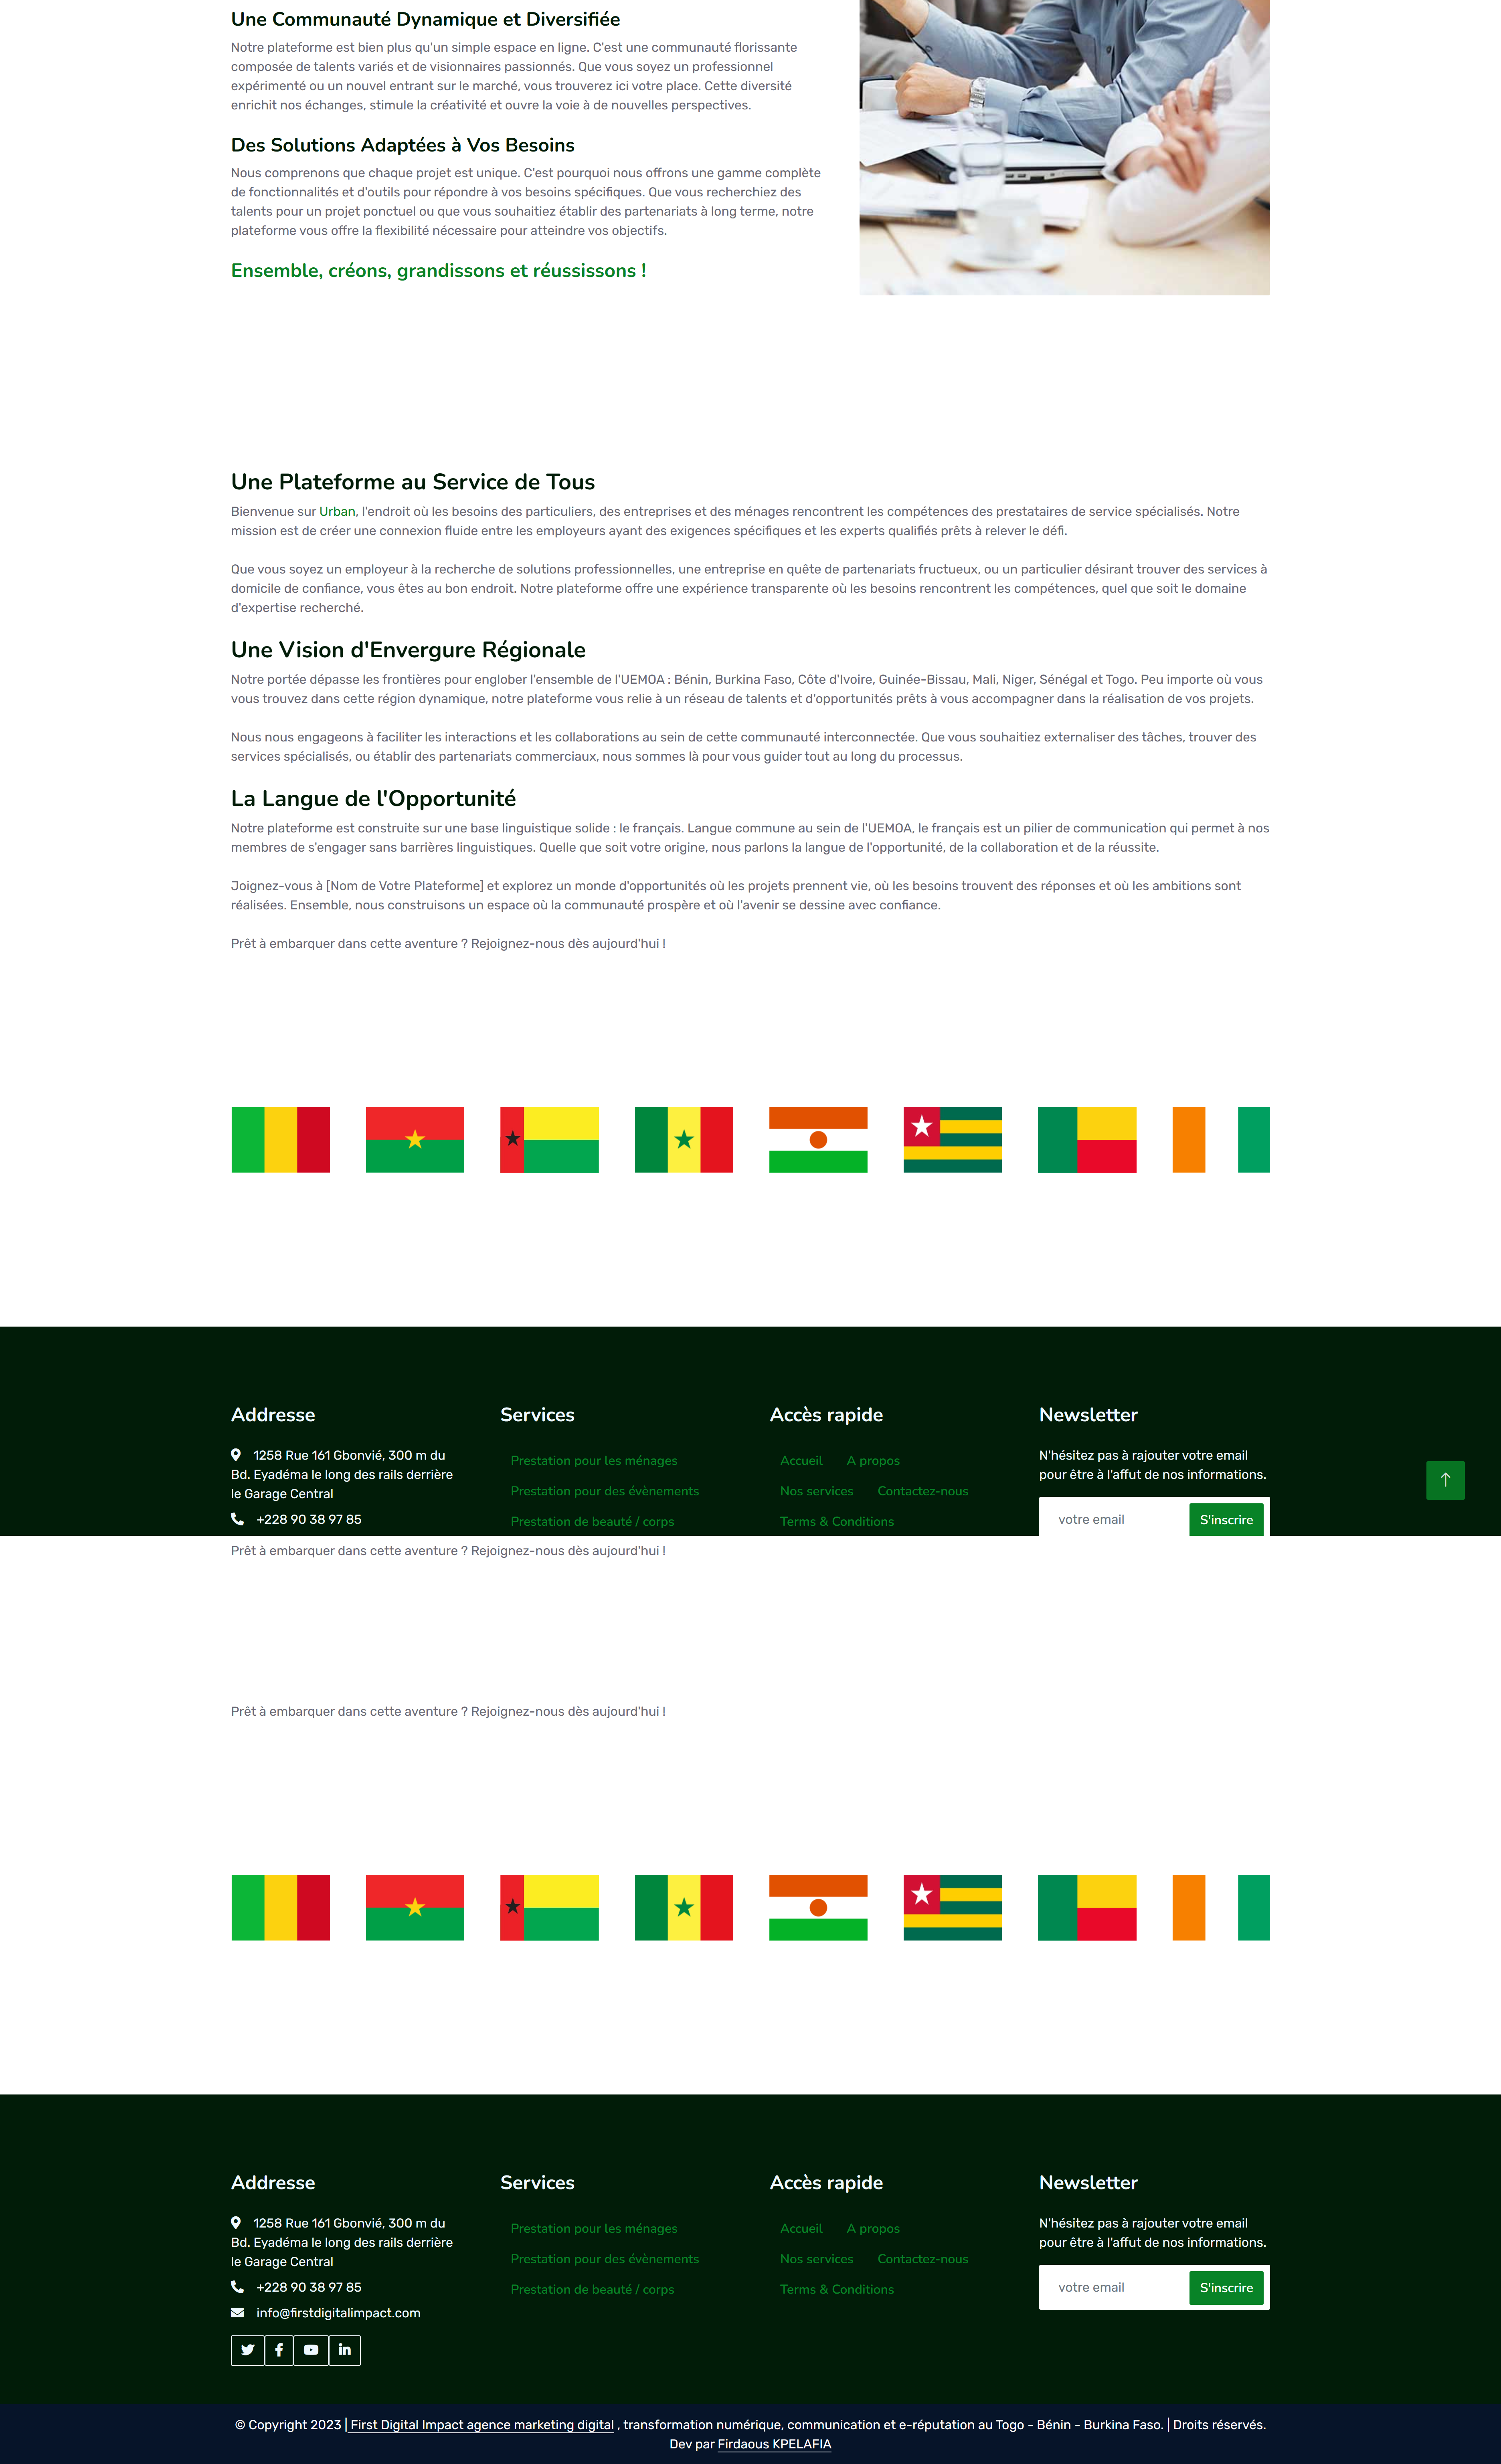 Une Communauté Dynamique et Diversifiée
Notre plateforme est bien plus qu'un simple espace en ligne. C'est une communauté florissante
composée de talents variés et de visionnaires passionnés. Que vous soyez un professionnel
expérimenté ou un nouvel entrant sur le marché, vous trouverez ici votre place. Cette diversité
enrichit nos échanges, stimule la créativité et ouvre la voie à de nouvelles perspectives.
Des Solutions Adaptées à Vos Besoins
Nous comprenons que chaque projet est unique. C'est pourquoi nous offrons une gamme complète
de fonctionnalités et d'outils pour répondre à vos besoins spécifiques. Que vous recherchiez des
talents pour un projet ponctuel ou que vous souhaitiez établir des partenariats à long terme, notre
plateforme vous offre la flexibilité nécessaire pour atteindre vos objectifs.
Ensemble, créons, grandissons et réussissons !
Une Plateforme au Service de Tous
Bienvenue sur Urban, l'endroit où les besoins des particuliers, des entreprises et des ménages rencontrent les compétences des prestataires de service spécialisés. Notre
mission est de créer une connexion fluide entre les employeurs ayant des exigences spécifiques et les experts qualifiés prêts à relever le défi.
Que vous soyez un employeur à la recherche de solutions professionnelles, une entreprise en quête de partenariats fructueux, ou un particulier désirant trouver des services à
domicile de confiance, vous êtes au bon endroit. Notre plateforme offre une expérience transparente où les besoins rencontrent les compétences, quel que soit le domaine
d'expertise recherché.
Une Vision d'Envergure Régionale
Notre portée dépasse les frontières pour englober l'ensemble de l'UEMOA : Bénin, Burkina Faso, Côte d'Ivoire, Guinée-Bissau, Mali, Niger, Sénégal et Togo. Peu importe où vous
vous trouvez dans cette région dynamique, notre plateforme vous relie à un réseau de talents et d'opportunités prêts à vous accompagner dans la réalisation de vos projets.
Nous nous engageons à faciliter les interactions et les collaborations au sein de cette communauté interconnectée. Que vous souhaitiez externaliser des tâches, trouver des
services spécialisés, ou établir des partenariats commerciaux, nous sommes là pour vous guider tout au long du processus.
La Langue de l'Opportunité
Notre plateforme est construite sur une base linguistique solide : le français. Langue commune au sein de l'UEMOA, le français est un pilier de communication qui permet à nos
membres de s'engager sans barrières linguistiques. Quelle que soit votre origine, nous parlons la langue de l'opportunité, de la collaboration et de la réussite.
Joignez-vous à [Nom de Votre Plateforme] et explorez un monde d'opportunités où les projets prennent vie, où les besoins trouvent des réponses et où les ambitions sont
réalisées. Ensemble, nous construisons un espace où la communauté prospère et où l'avenir se dessine avec confiance.
Prêt à embarquer dans cette aventure ? Rejoignez-nous dès aujourd'hui !
Addresse
1258 Rue 161 Gbonvié, 300 m du
Bd. Eyadéma le long des rails derrière
le Garage Central
+228 90 38 97 85
Services
Prestation pour les ménages
Prestation pour des évènements
Prestation de beauté / corps
Accès rapide
Accueil A propos
Nos services Contactez-nous
Terms & Conditions
Newsletter
N'hésitez pas à rajouter votre email
pour être à l'affut de nos informations.
votre email S'inscrire
Prêt à embarquer dans cette aventure ? Rejoignez-nous dès aujourd'hui !
Prêt à embarquer dans cette aventure ? Rejoignez-nous dès aujourd'hui !
Addresse
1258 Rue 161 Gbonvié, 300 m du
Bd. Eyadéma le long des rails derrière
le Garage Central
+228 90 38 97 85
info@firstdigitalimpact.com
Services
Prestation pour les ménages
Prestation pour des évènements
Prestation de beauté / corps
Accès rapide
Accueil A propos
Nos services Contactez-nous
Terms & Conditions
Newsletter
N'hésitez pas à rajouter votre email
pour être à l'affut de nos informations.
votre email S'inscrire
© Copyright 2023 | First Digital Impact agence marketing digital , transformation numérique, communication et e-réputation au Togo - Bénin - Burkina Faso. | Droits réservés.
Dev par Firdaous KPELAFIA